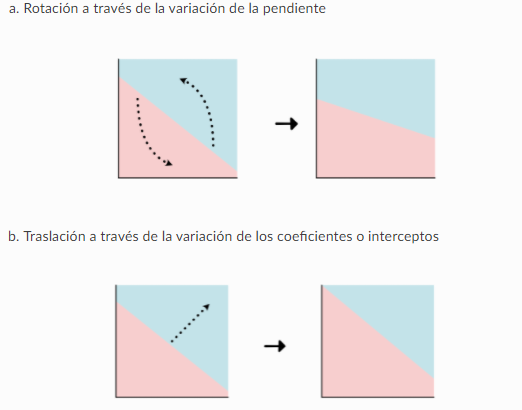 a. Rotación a través de la variación de la pendiente
b. Traslación a través de la variación de los coeficientes o interceptos